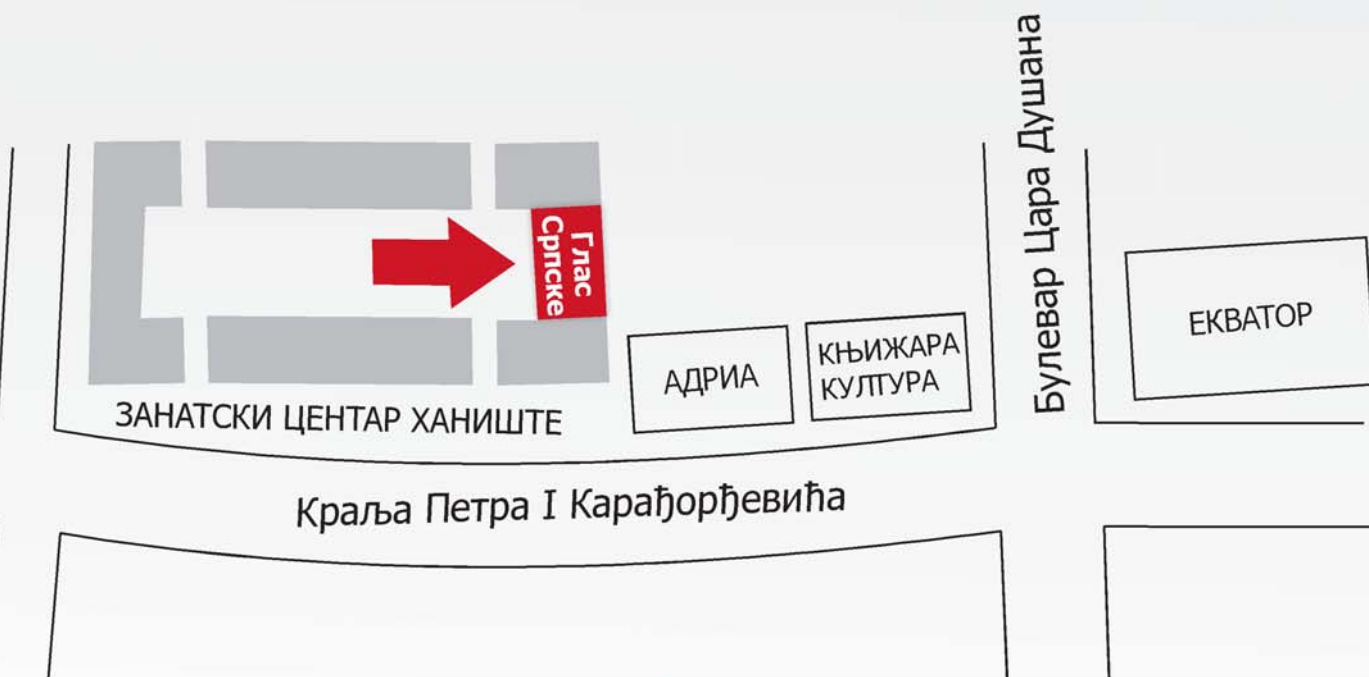 Булевар Цара Душана
Глас
Српске
ЕКВАТОР
КЊИЖАРА
КУЛТУРА
АДРИА
ЗАНАТСКИ ЦЕНТАР ХАНИШТЕ
Краља Петра I Карађорђевића